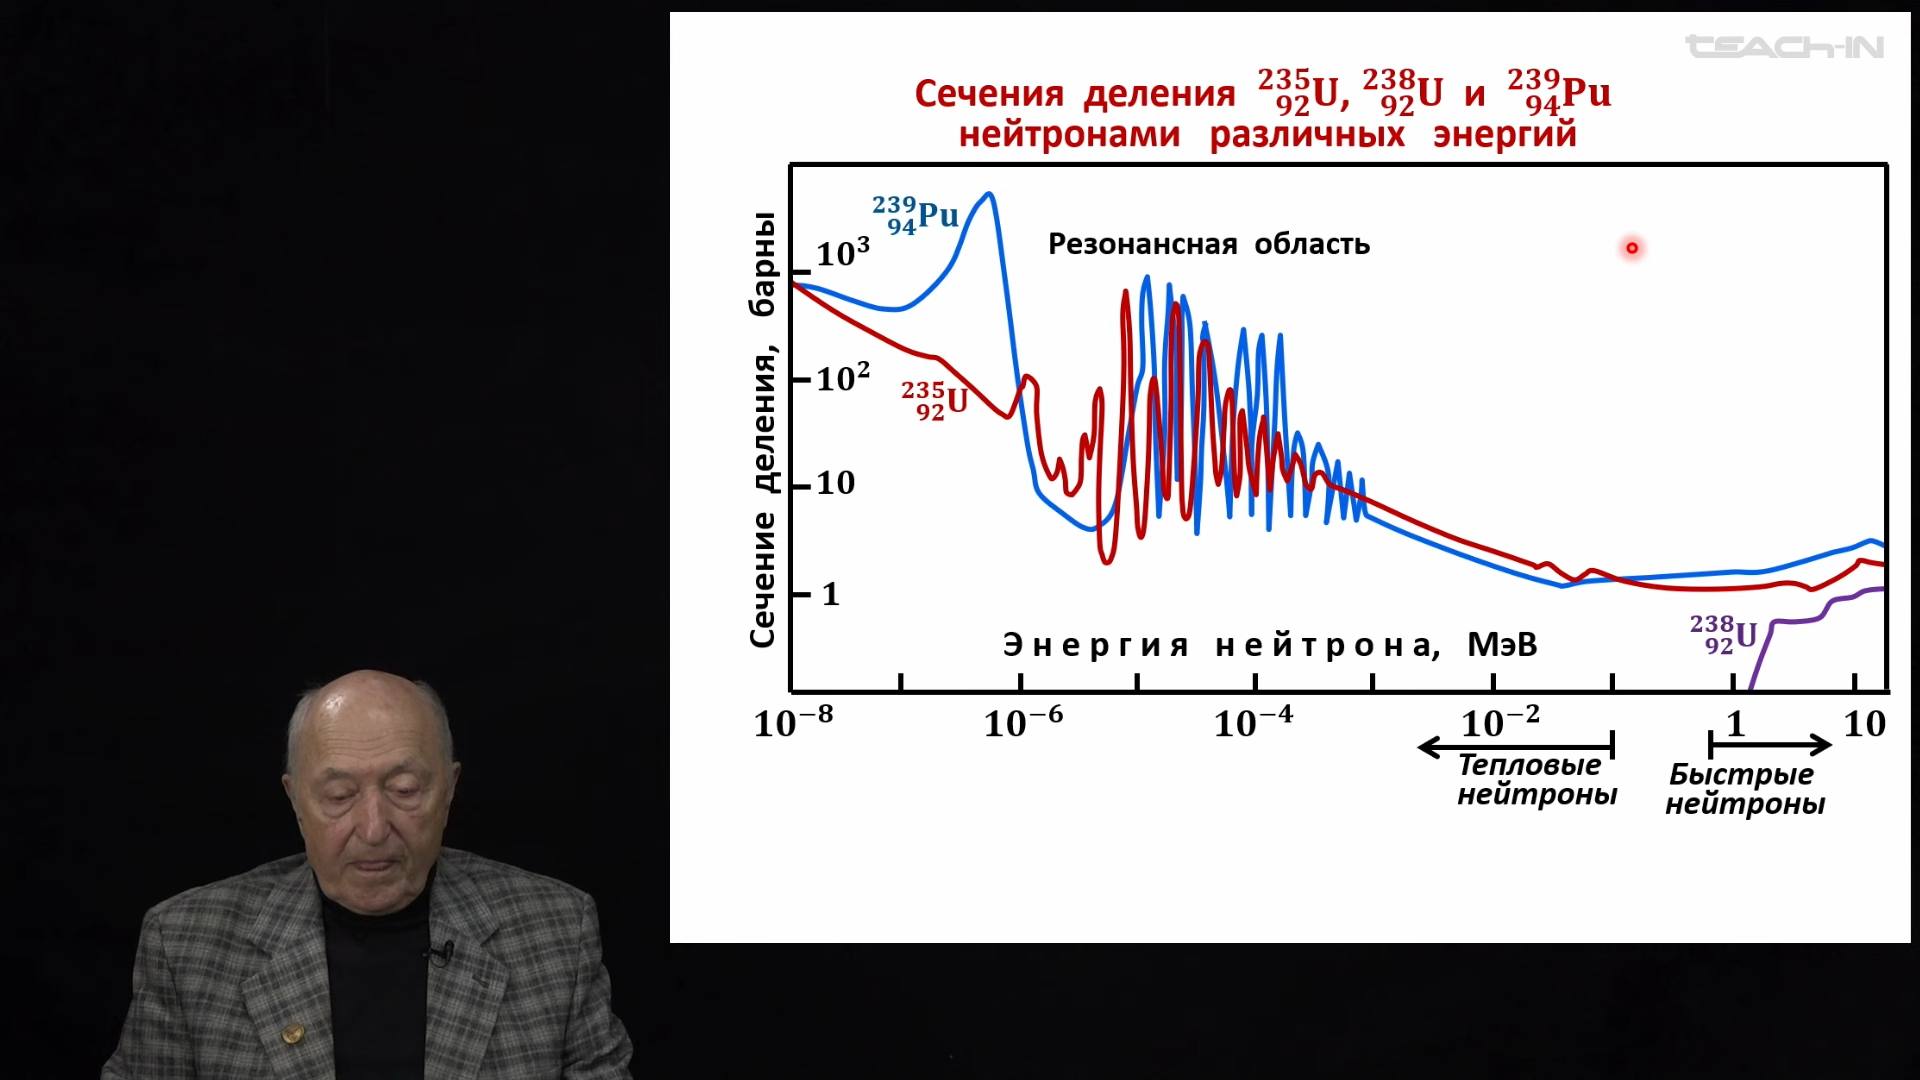 TEACH-IN
Сечения деления ²³⁵₉₂U, ²³⁸₉₂U и ²³⁹₉₄Pu
нейтронами различных энергий
Сечение деления, барны
²³⁹₉₄Pu
Резонансная область
10³
10²
²³⁵₉₂U
10
1
²³⁸₉₂U
Энергия нейтрона, МэВ
10⁻⁸ 10⁻⁶ 10⁻⁴ 10⁻² 1 10
Тепловые
нейтроны
Быстрые
нейтроны